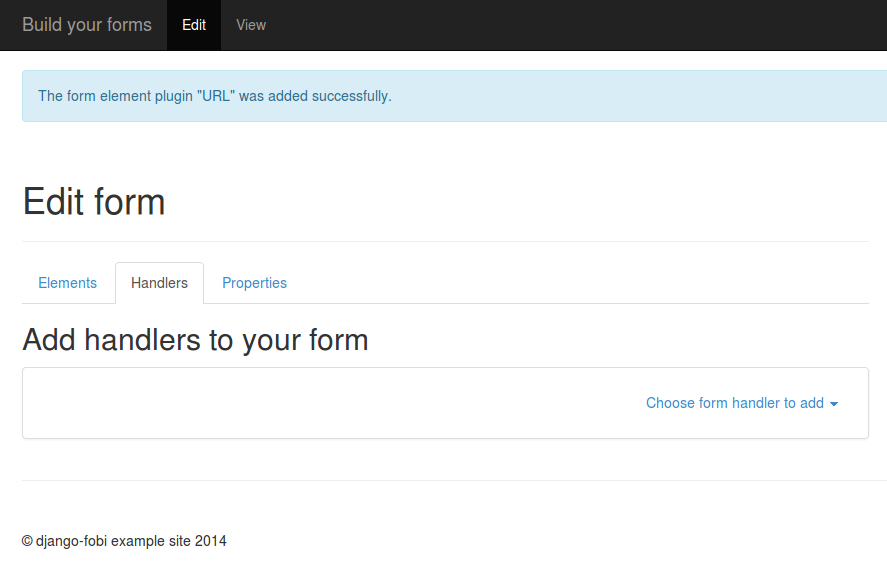 Build your forms Edit View
The form element plugin "URL" was added successfully.
Edit form
Elements Handlers Properties
Add handlers to your form
Choose form handler to add
© django-fobi example site 2014